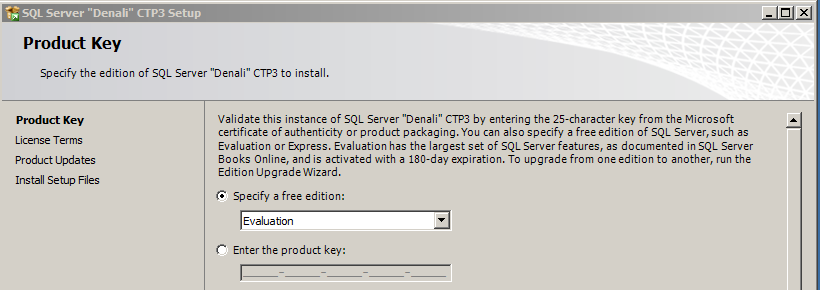 SQL Server "Denali" CTP3 Setup
Product Key
Specify the edition of SQL Server "Denali" CTP3 to install.
Product Key
License Terms
Product Updates
Install Setup Files
Validate this instance of SQL Server "Denali" CTP3 by entering the 25-character key from the Microsoft
certificate of authenticity or product packaging. You can also specify a free edition of SQL Server, such as
Evaluation or Express. Evaluation has the largest set of SQL Server features, as documented in SQL Server
Books Online, and is activated with a 180-day expiration. To upgrade from one edition to another, run the
Edition Upgrade Wizard.
Specify a free edition:
Evaluation
Enter the product key:
_____-_____-_____-_____-_____